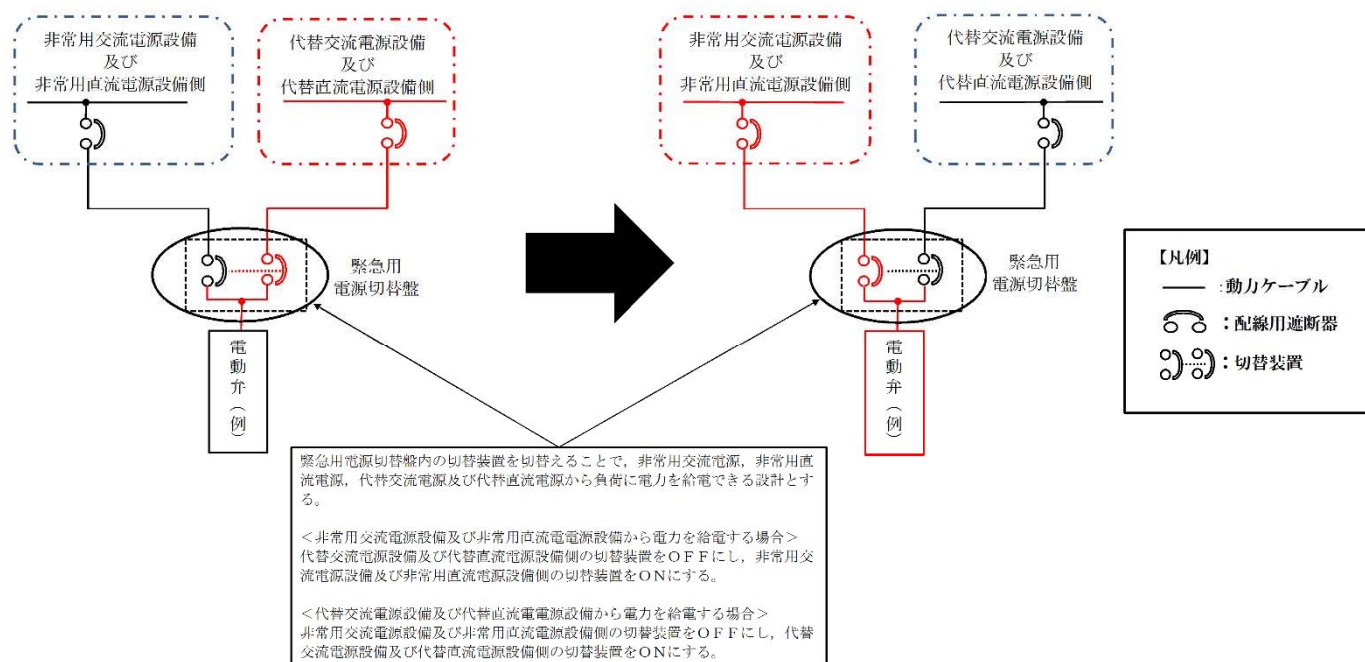 非常用交流電源設備
及び
非常用直流電源設備側
代替交流電源設備
及び
代替直流電源設備側
緊急用
電源切替盤
電動弁（例）
非常用交流電源設備
及び
非常用直流電源設備側
代替交流電源設備
及び
代替直流電源設備側
緊急用
電源切替盤
電動弁（例）
【凡例】
：動力ケーブル
：配線用遮断器
：切替装置
緊急用電源切替盤内の切替装置を切替えることで，非常用交流電源，非常用直
流電源，代替交流電源及び代替直流電源から負荷に電力を給電できる設計とす
る。
＜非常用交流電源設備及び非常用直流電電源設備から電力を給電する場合＞
代替交流電源設備及び代替直流電源設備側の切替装置をＯＦＦにし，非常用交
流電源設備及び非常用直流電源設備側の切替装置をＯＮにする。
＜代替交流電源設備及び代替直流電電源設備から電力を給電する場合＞
非常用交流電源設備及び非常用直流電源設備側の切替装置をＯＦＦにし，代替
交流電源設備及び代替直流電源設備側の切替装置をＯＮにする。